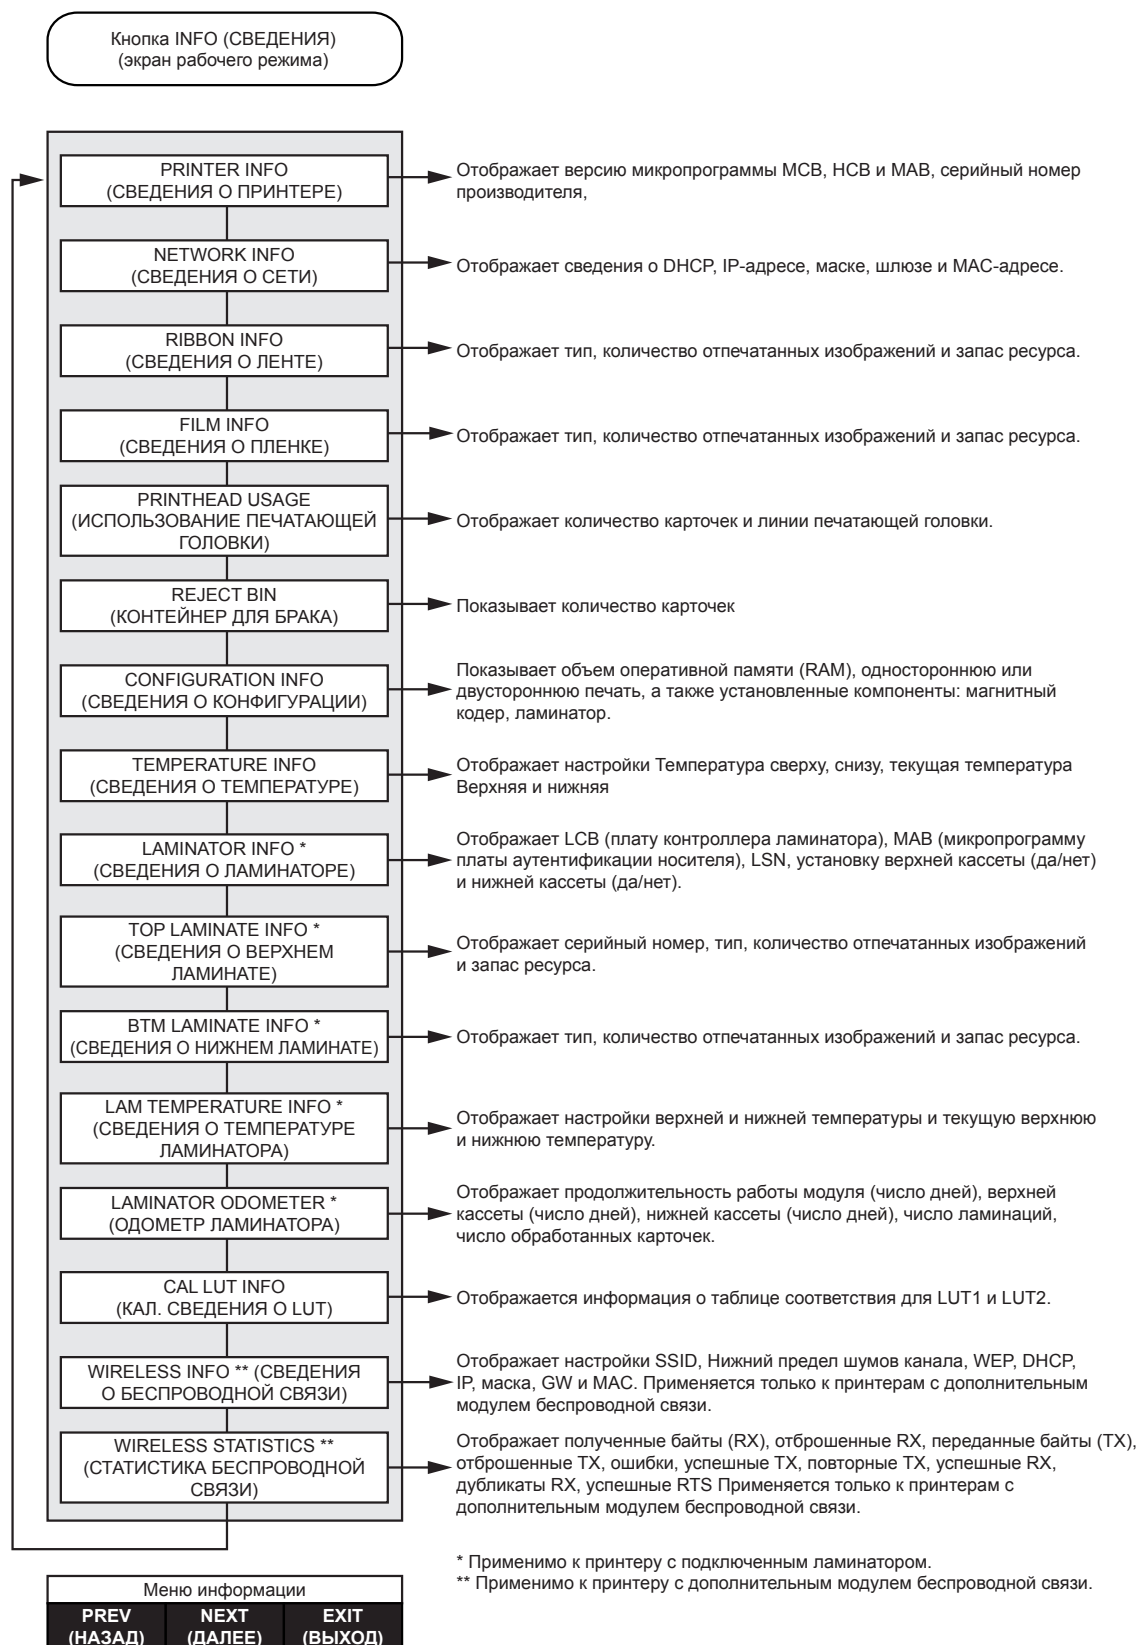 Кнопка INFO (СВЕДЕНИЯ)
(экран рабочего режима)
PRINTER INFO
(СВЕДЕНИЯ О ПРИНТЕРЕ)
Отображает версию микропрограммы MCB, HCB и MAB, серийный номер
производителя,
NETWORK INFO
(СВЕДЕНИЯ О СЕТИ)
Отображает сведения о DHCP, IP-адресе, маске, шлюзе и MAC-адресе.
RIBBON INFO
(СВЕДЕНИЯ О ЛЕНТЕ)
Отображает тип, количество отпечатанных изображений и запас ресурса.
FILM INFO
(СВЕДЕНИЯ О ПЛЕНКЕ)
Отображает тип, количество отпечатанных изображений и запас ресурса.
PRINTHEAD USAGE
(ИСПОЛЬЗОВАНИЕ ПЕЧАТАЮЩЕЙ
ГОЛОВКИ)
Отображает количество карточек и линии печатающей головки.
REJECT BIN
(КОНТЕЙНЕР ДЛЯ БРАКА)
Показывает количество карточек
CONFIGURATION INFO
(СВЕДЕНИЯ О КОНФИГУРАЦИИ)
Показывает объем оперативной памяти (RAM), одностороннюю или
двустороннюю печать, а также установленные компоненты: магнитный
кодер, ламинатор.
TEMPERATURE INFO
(СВЕДЕНИЯ О ТЕМПЕРАТУРЕ)
Отображает настройки Температура сверху, снизу, текущая температура
Верхняя и нижняя
LAMINATOR INFO *
(СВЕДЕНИЯ О ЛАМИНАТОРЕ)
Отображает LCB (плату контроллера ламинатора), MAB (микропрограмму
платы аутентификации носителя), LSN, установку верхней кассеты (да/нет)
и нижней кассеты (да/нет).
TOP LAMINATE INFO *
(СВЕДЕНИЯ О ВЕРХНЕМ
ЛАМИНАТЕ)
Отображает серийный номер, тип, количество отпечатанных изображений
и запас ресурса.
BTM LAMINATE INFO *
(СВЕДЕНИЯ О НИЖНЕМ ЛАМИНАТЕ)
Отображает тип, количество отпечатанных изображений и запас ресурса.
LAM TEMPERATURE INFO *
(СВЕДЕНИЯ О ТЕМПЕРАТУРЕ
ЛАМИНАТОРА)
Отображает настройки верхней и нижней температуры и текущую верхнюю
и нижнюю температуру.
LAMINATOR ODOMETER *
(ОДОМЕТР ЛАМИНАТОРА)
Отображает продолжительность работы модуля (число дней), верхней
кассеты (число дней), нижней кассеты (число дней), число ламинаций,
число обработанных карточек.
CAL LUT INFO
(КАЛ. СВЕДЕНИЯ О LUT)
Отображается информация о таблице соответствия для LUT1 и LUT2.
WIRELESS INFO ** (СВЕДЕНИЯ
О БЕСПРОВОДНОЙ СВЯЗИ)
Отображает настройки SSID, Нижний предел шумов канала, WEP, DHCP,
IP, маска, GW и MAC. Применяется только к принтерам с дополнительным
модулем беспроводной связи.
WIRELESS STATISTICS **
(СТАТИСТИКА БЕСПРОВОДНОЙ
СВЯЗИ)
Отображает полученные байты (RX), отброшенные RX, переданные байты (TX),
отброшенные TX, ошибки, успешные TX, повторные TX, успешные RX,
дубликаты RX, успешные RTS Применяется только к принтерам с
дополнительным модулем беспроводной связи.
* Применимо к принтеру с подключенным ламинатором.
** Применимо к принтеру с дополнительным модулем беспроводной связи.
Меню информации
PREV NEXT EXIT
(НАЗАД) (ДАЛЕЕ) (ВЫХОД)